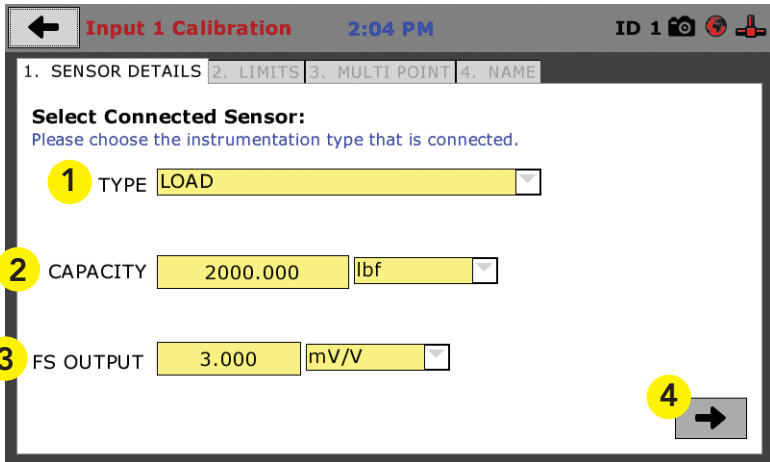 Input 1 Calibration 2:04 PM ID 1
1. SENSOR DETAILS 2. LIMITS 3. MULTI POINT 4. NAME
Select Connected Sensor:
Please choose the instrumentation type that is connected.
1 TYPE LOAD
2 CAPACITY 2000.000 lbf
3 FS OUTPUT 3.000 mV/V
4